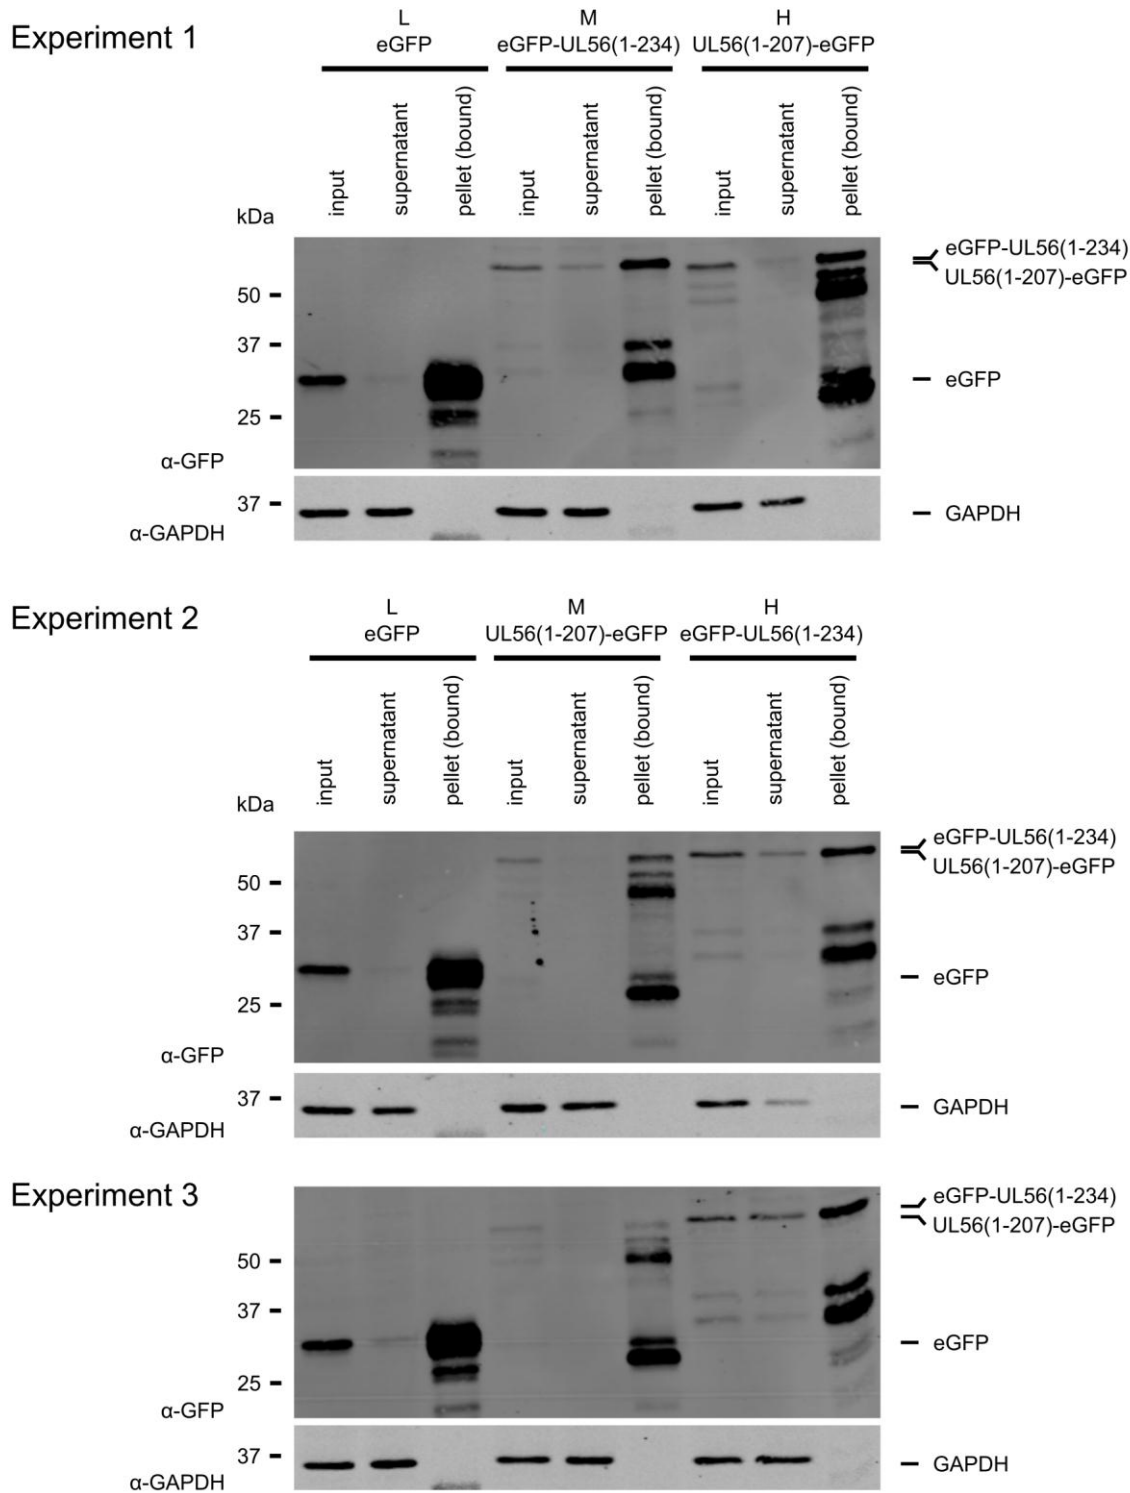 Experiment 1
L
eGFP
M
eGFP-UL56(1-234)
H
UL56(1-207)-eGFP
input
supernatant
pellet (bound)
input
supernatant
pellet (bound)
input
supernatant
pellet (bound)
kDa
50
37
25
α-GFP
eGFP-UL56(1-234)
UL56(1-207)-eGFP
eGFP
37
α-GAPDH
GAPDH
Experiment 2
L
eGFP
M
UL56(1-207)-eGFP
H
eGFP-UL56(1-234)
input
supernatant
pellet (bound)
input
supernatant
pellet (bound)
input
supernatant
pellet (bound)
kDa
50
37
25
α-GFP
eGFP-UL56(1-234)
UL56(1-207)-eGFP
eGFP
37
α-GAPDH
GAPDH
Experiment 3
50
37
25
α-GFP
eGFP-UL56(1-234)
UL56(1-207)-eGFP
eGFP
37
α-GAPDH
GAPDH